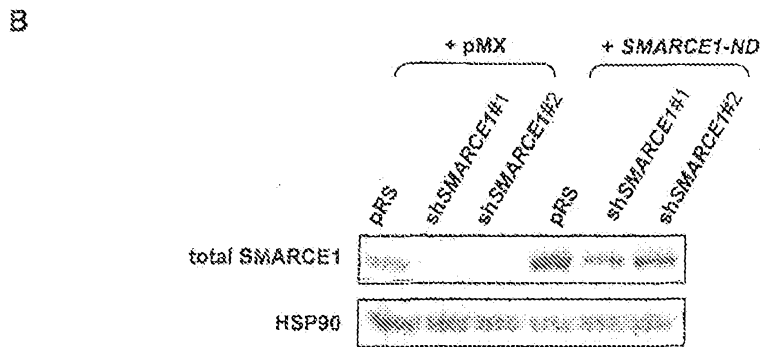 B
+ pMX + SMARCE1-ND
pRS shSMARCE1#1 shSMARCE1#2 pRS shSMARCE1#1 shSMARCE1#2
total SMARCE1
HSP90